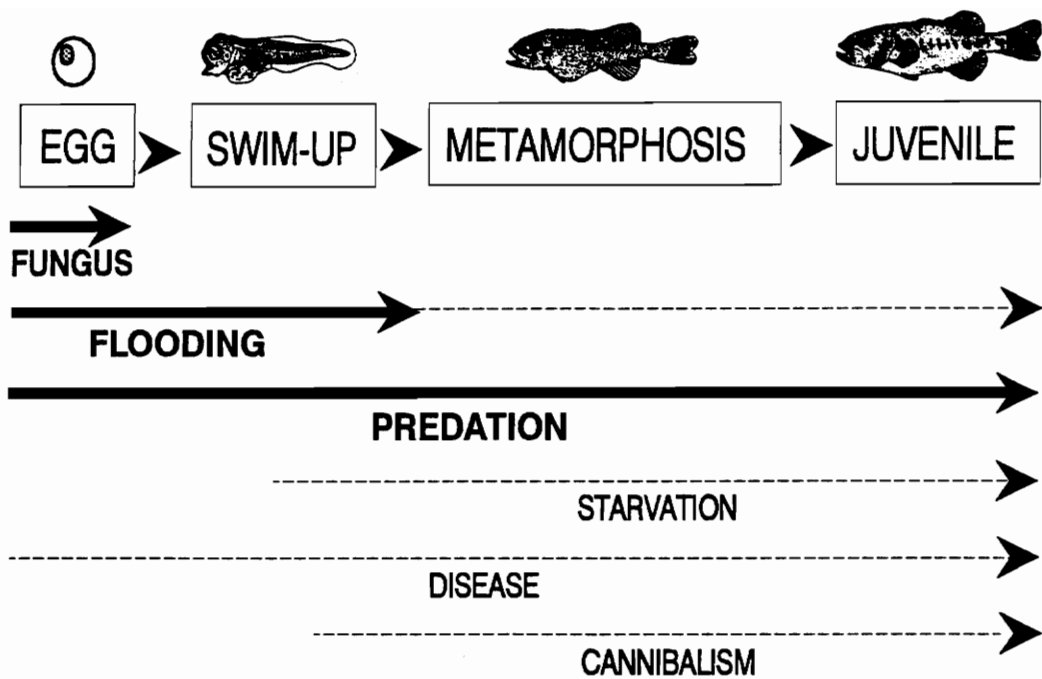 EGG
SWIM-UP
METAMORPHOSIS
JUVENILE
FUNGUS
FLOODING
PREDATION
STARVATION
DISEASE
CANNIBALISM